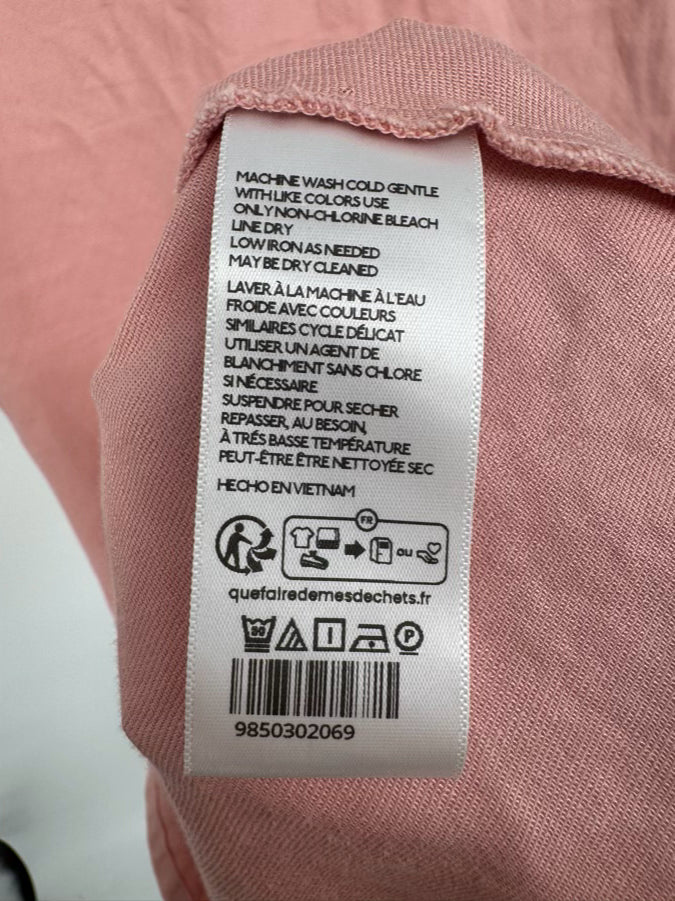 MACHINE WASH COLD GENTLE
WITH LIKE COLORS USE
ONLY NON-CHLORINE BLEACH
LINE DRY
LOW IRON AS NEEDED
MAY BE DRY CLEANED
LAVER À LA MACHINE À L'EAU
FROIDE AVEC COULEURS
SIMILAIRES CYCLE DÉLICAT
UTILISER UN AGENT DE
BLANCHIMENT SANS CHLORE
SI NÉCESSAIRE
SUSPENDRE POUR SECHER
REPASSER, AU BESOIN,
À TRÉS BASSE TEMPÉRATURE
PEUT-ÊTRE ÊTRE NETTOYÉE SEC
HECHO EN VIETNAM
FR
ou
quefairedemesdechets.fr
30
P
9850302069